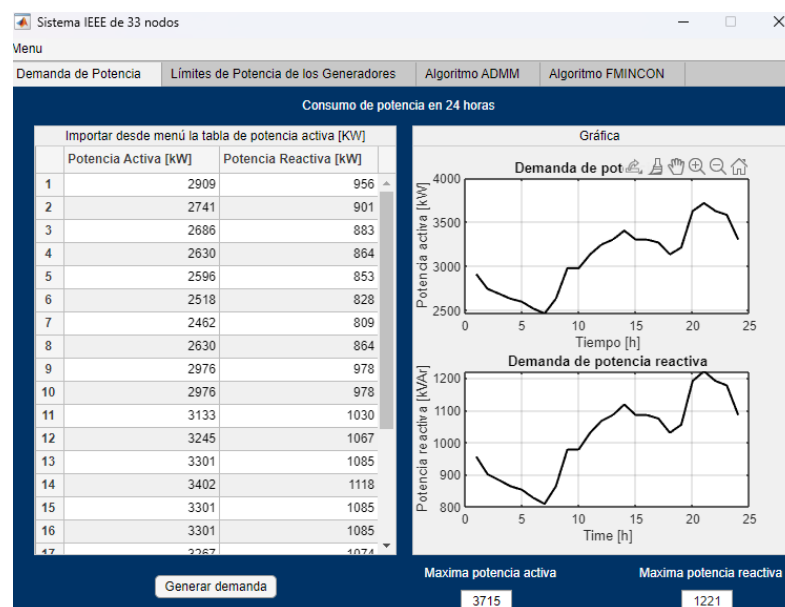 Sistema IEEE de 33 nodos
Menu
Demanda de Potencia Límites de Potencia de los Generadores Algoritmo ADMM Algoritmo FMINCON
Consumo de potencia en 24 horas
Importar desde menú la tabla de potencia activa [KW]
Potencia Activa [kW] Potencia Reactiva [kW]
1 2909 956
2 2741 901
3 2686 883
4 2630 864
5 2596 853
6 2518 828
7 2462 809
8 2630 864
9 2976 978
10 2976 978
11 3133 1030
12 3245 1067
13 3301 1085
14 3402 1118
15 3301 1085
16 3301 1085
17 3267 1074
Generar demanda
Gráfica
Demanda de pot
Potencia activa [kW]
4000
3500
3000
2500
0 5 10 15 20 25
Tiempo [h]
Demanda de potencia reactiva
Potencia reactiva [kVAr]
1200
1100
1000
900
800
0 5 10 15 20 25
Time [h]
Maxima potencia activa Maxima potencia reactiva
3715 1221